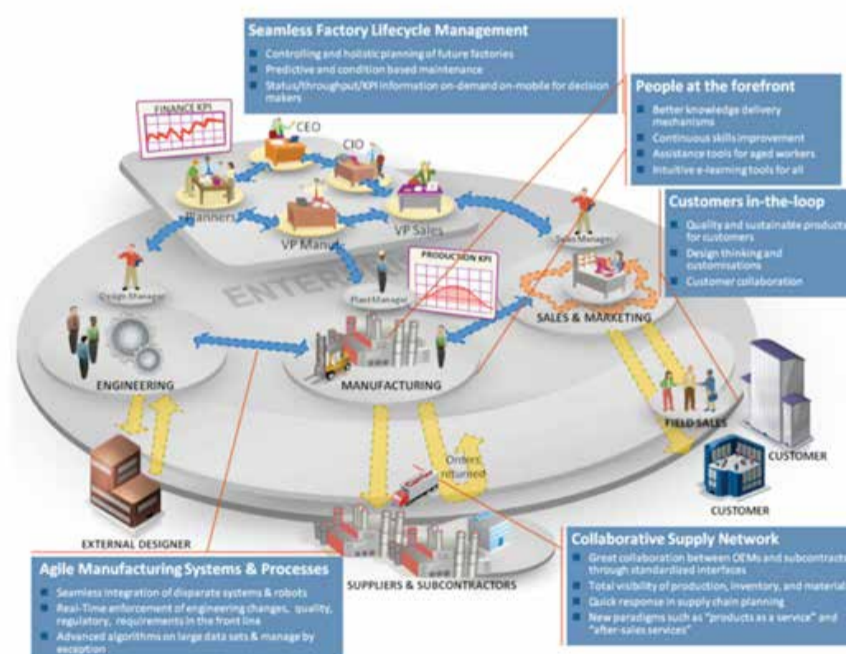 Seamless Factory Lifecycle Management
Controlling and holistic planning of future factories
Predictive and condition based maintenance
Status/throughput/KPI information on-demand on-mobile for decision
makers
People at the forefront
Better knowledge delivery
mechanisms
Continuous skills improvement
Assistance tools for aged workers
Intuitive e-learning tools for all
Customers in-the-loop
Quality and sustainable products
for customers
Design thinking and
customisations
Customer collaboration
FINANCE KPI
CEO
CIO
Planners
VP Manuf.
VP Sales
Sales Manager
PRODUCTION KPI
Design Manager
Plant Manager
SALES & MARKETING
ENGINEERING
MANUFACTURING
FIELD SALES
CUSTOMER
CUSTOMER
Orders
returned
EXTERNAL DESIGNER
SUPPLIERS & SUBCONTRACTORS
Agile Manufacturing Systems & Processes
Seamless integration of disparate systems & robots
Real-Time enforcement of engineering changes, quality,
regulatory, requirements in the front line
Advanced algorithms on large data sets & manage by
exception
Collaborative Supply Network
Great collaboration between OEMs and subcontracts
through standardized interfaces
Total visibility of production, inventory, and material
Quick response in supply chain planning
New paradigms such as "products as a service" and
"after-sales services"